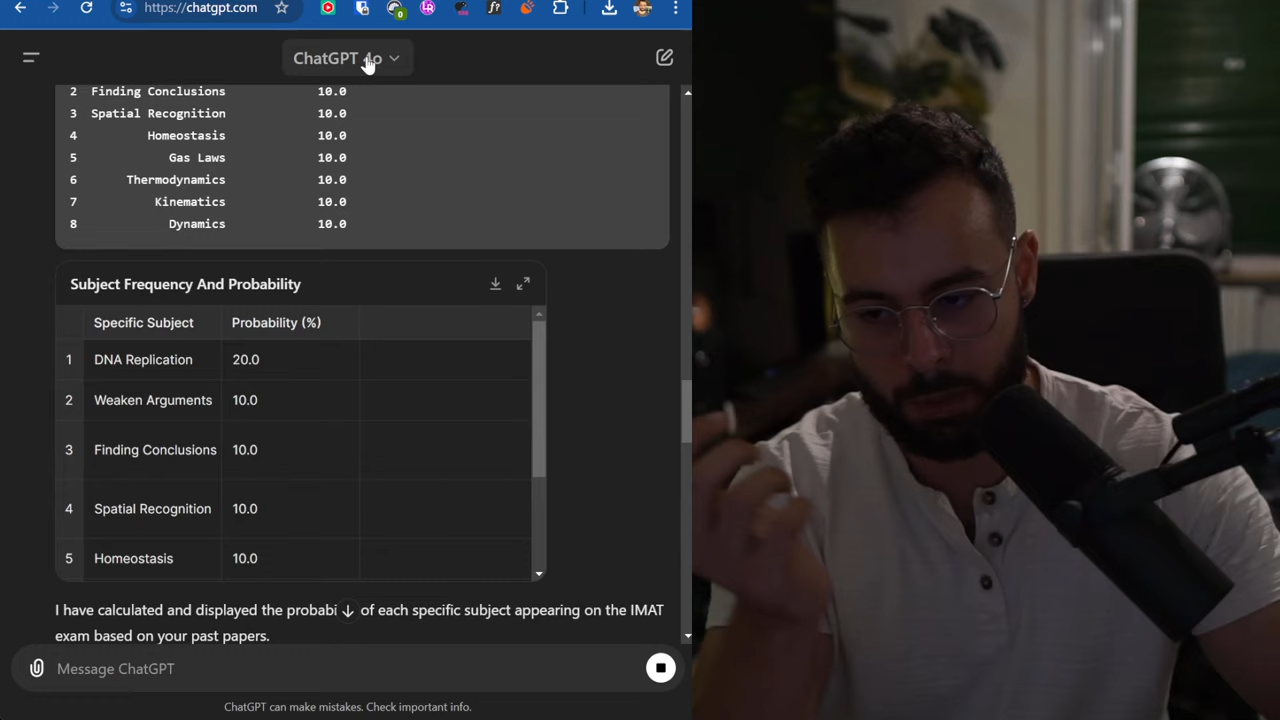 https://chatgpt.com
0
f?
ChatGPT 4o
2 Finding Conclusions 10.0
3 Spatial Recognition 10.0
4 Homeostasis 10.0
5 Gas Laws 10.0
6 Thermodynamics 10.0
7 Kinematics 10.0
8 Dynamics 10.0
Subject Frequency And Probability
Specific Subject Probability (%)
1 DNA Replication 20.0
2 Weaken Arguments 10.0
3 Finding Conclusions 10.0
4 Spatial Recognition 10.0
5 Homeostasis 10.0
I have calculated and displayed the probabi of each specific subject appearing on the IMAT
exam based on your past papers.
Message ChatGPT
ChatGPT can make mistakes. Check important info.